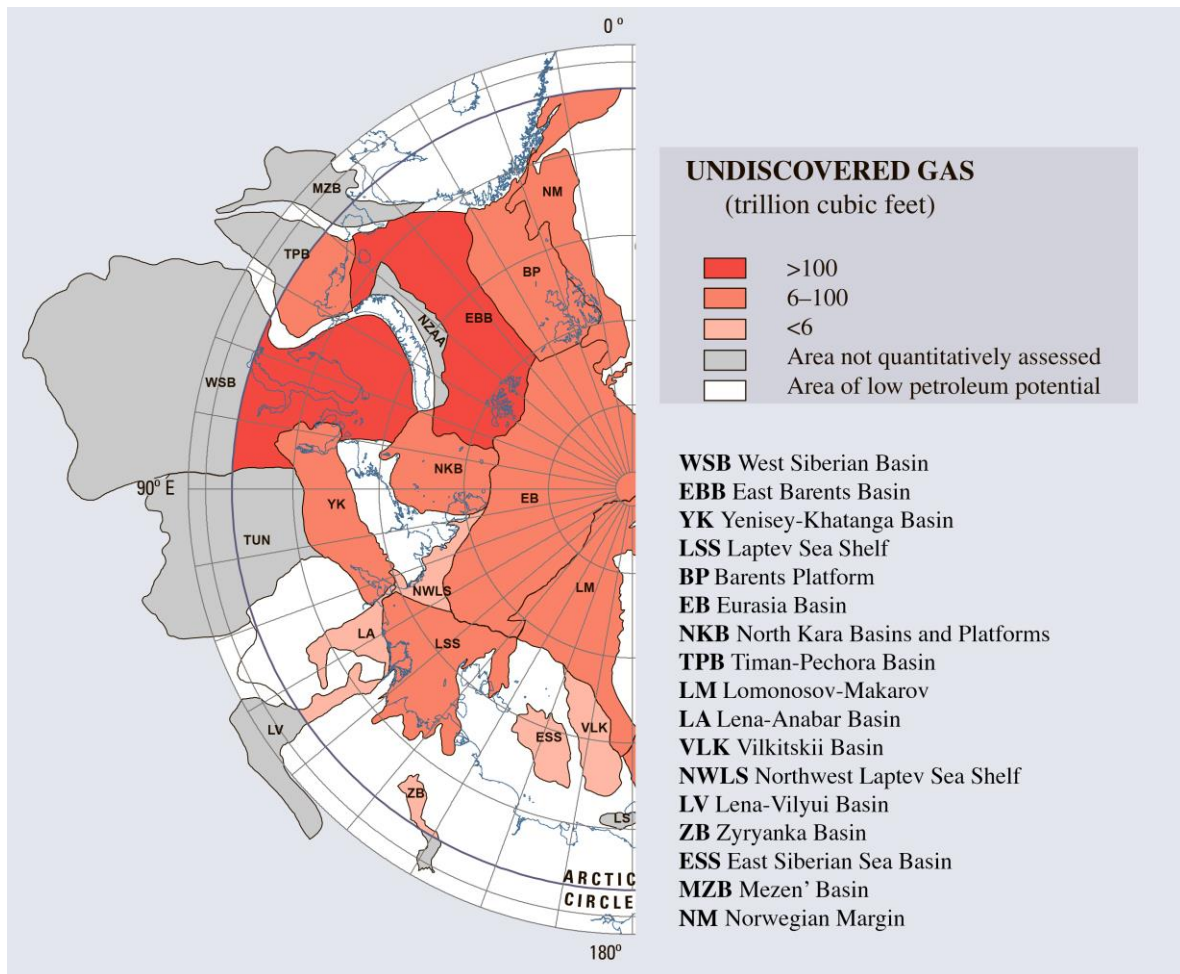 0°
MZB
NM
TPB
BP
EBB
NZAA
WSB
NKB
90° E
EB
YK
TUN
NWLS
LM
LA
LSS
LV
VLK
ESS
ZB
LS
ARCTIC
CIRCLE
180°
UNDISCOVERED GAS
(trillion cubic feet)
>100
6–100
<6
Area not quantitatively assessed
Area of low petroleum potential
WSB West Siberian Basin
EBB East Barents Basin
YK Yenisey-Khatanga Basin
LSS Laptev Sea Shelf
BP Barents Platform
EB Eurasia Basin
NKB North Kara Basins and Platforms
TPB Timan-Pechora Basin
LM Lomonosov-Makarov
LA Lena-Anabar Basin
VLK Vilkitskii Basin
NWLS Northwest Laptev Sea Shelf
LV Lena-Vilyui Basin
ZB Zyryanka Basin
ESS East Siberian Sea Basin
MZB Mezen’ Basin
NM Norwegian Margin